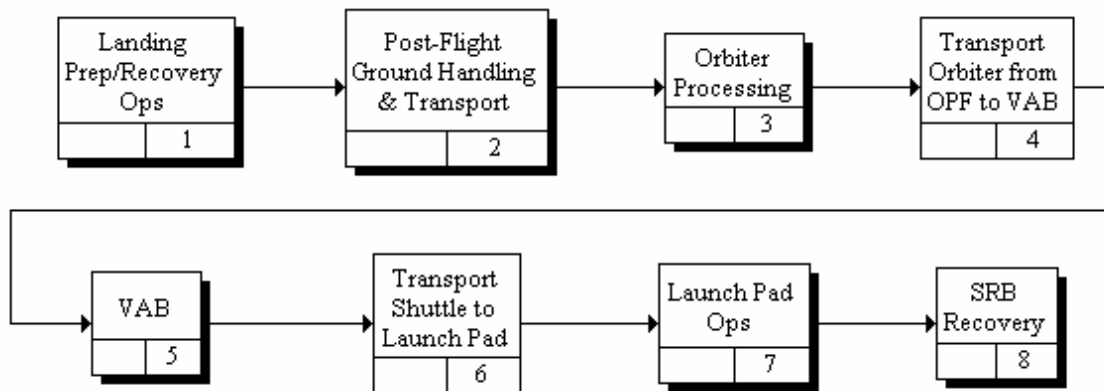 Landing
Prep/Recovery
Ops
1
Post-Flight
Ground Handling
& Transport
2
Orbiter
Processing
3
Transport
Orbiter from
OPF to VAB
4
VAB
5
Transport
Shuttle to
Launch Pad
6
Launch Pad
Ops
7
SRB
Recovery
8